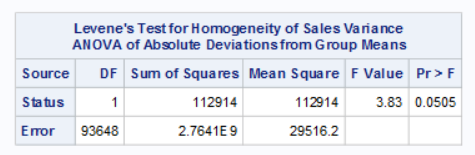 Levene's Test for Homogeneity of Sales Variance
ANOVA of Absolute Deviations from Group Means
Source DF Sum of Squares Mean Square F Value Pr > F
Status 1 112914 112914 3.83 0.0505
Error 93648 2.7641E9 29516.2